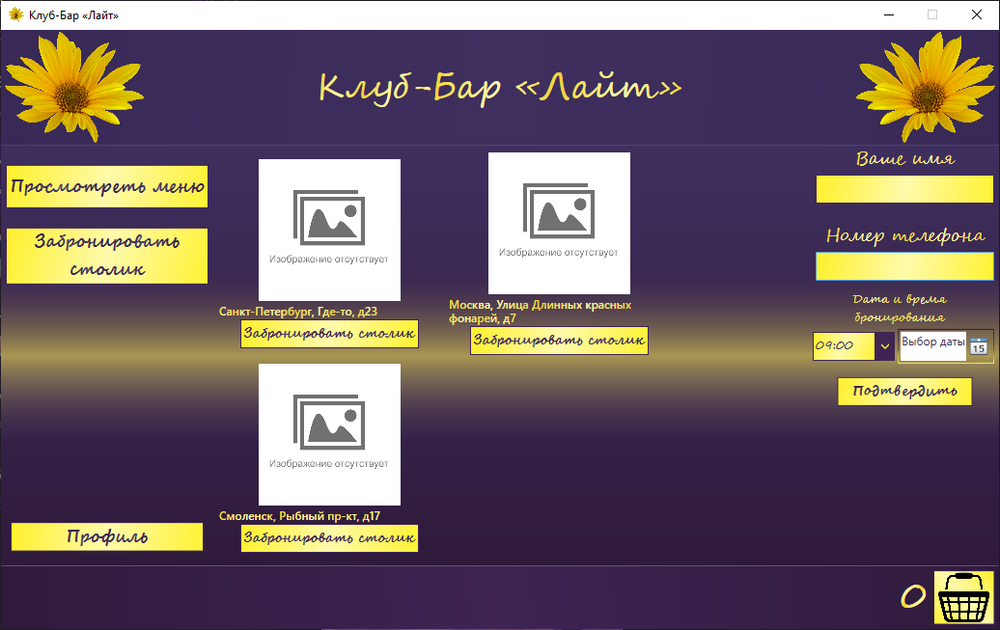 Клуб-Бар «Лайт»
Клуб-Бар «Лайт»
Просмотреть меню
Забронировать
столик
Профиль
Изображение отсутствует
Санкт-Петербург, Где-то, д23
Забронировать столик
Изображение отсутствует
Москва, Улица Длинных красных
фонарей, д7
Забронировать столик
Изображение отсутствует
Смоленск, Рыбный пр-кт, д17
Забронировать столик
Ваше имя
Номер телефона
Дата и время
бронирования
09:00
Выбор даты
15
Подтвердить
0